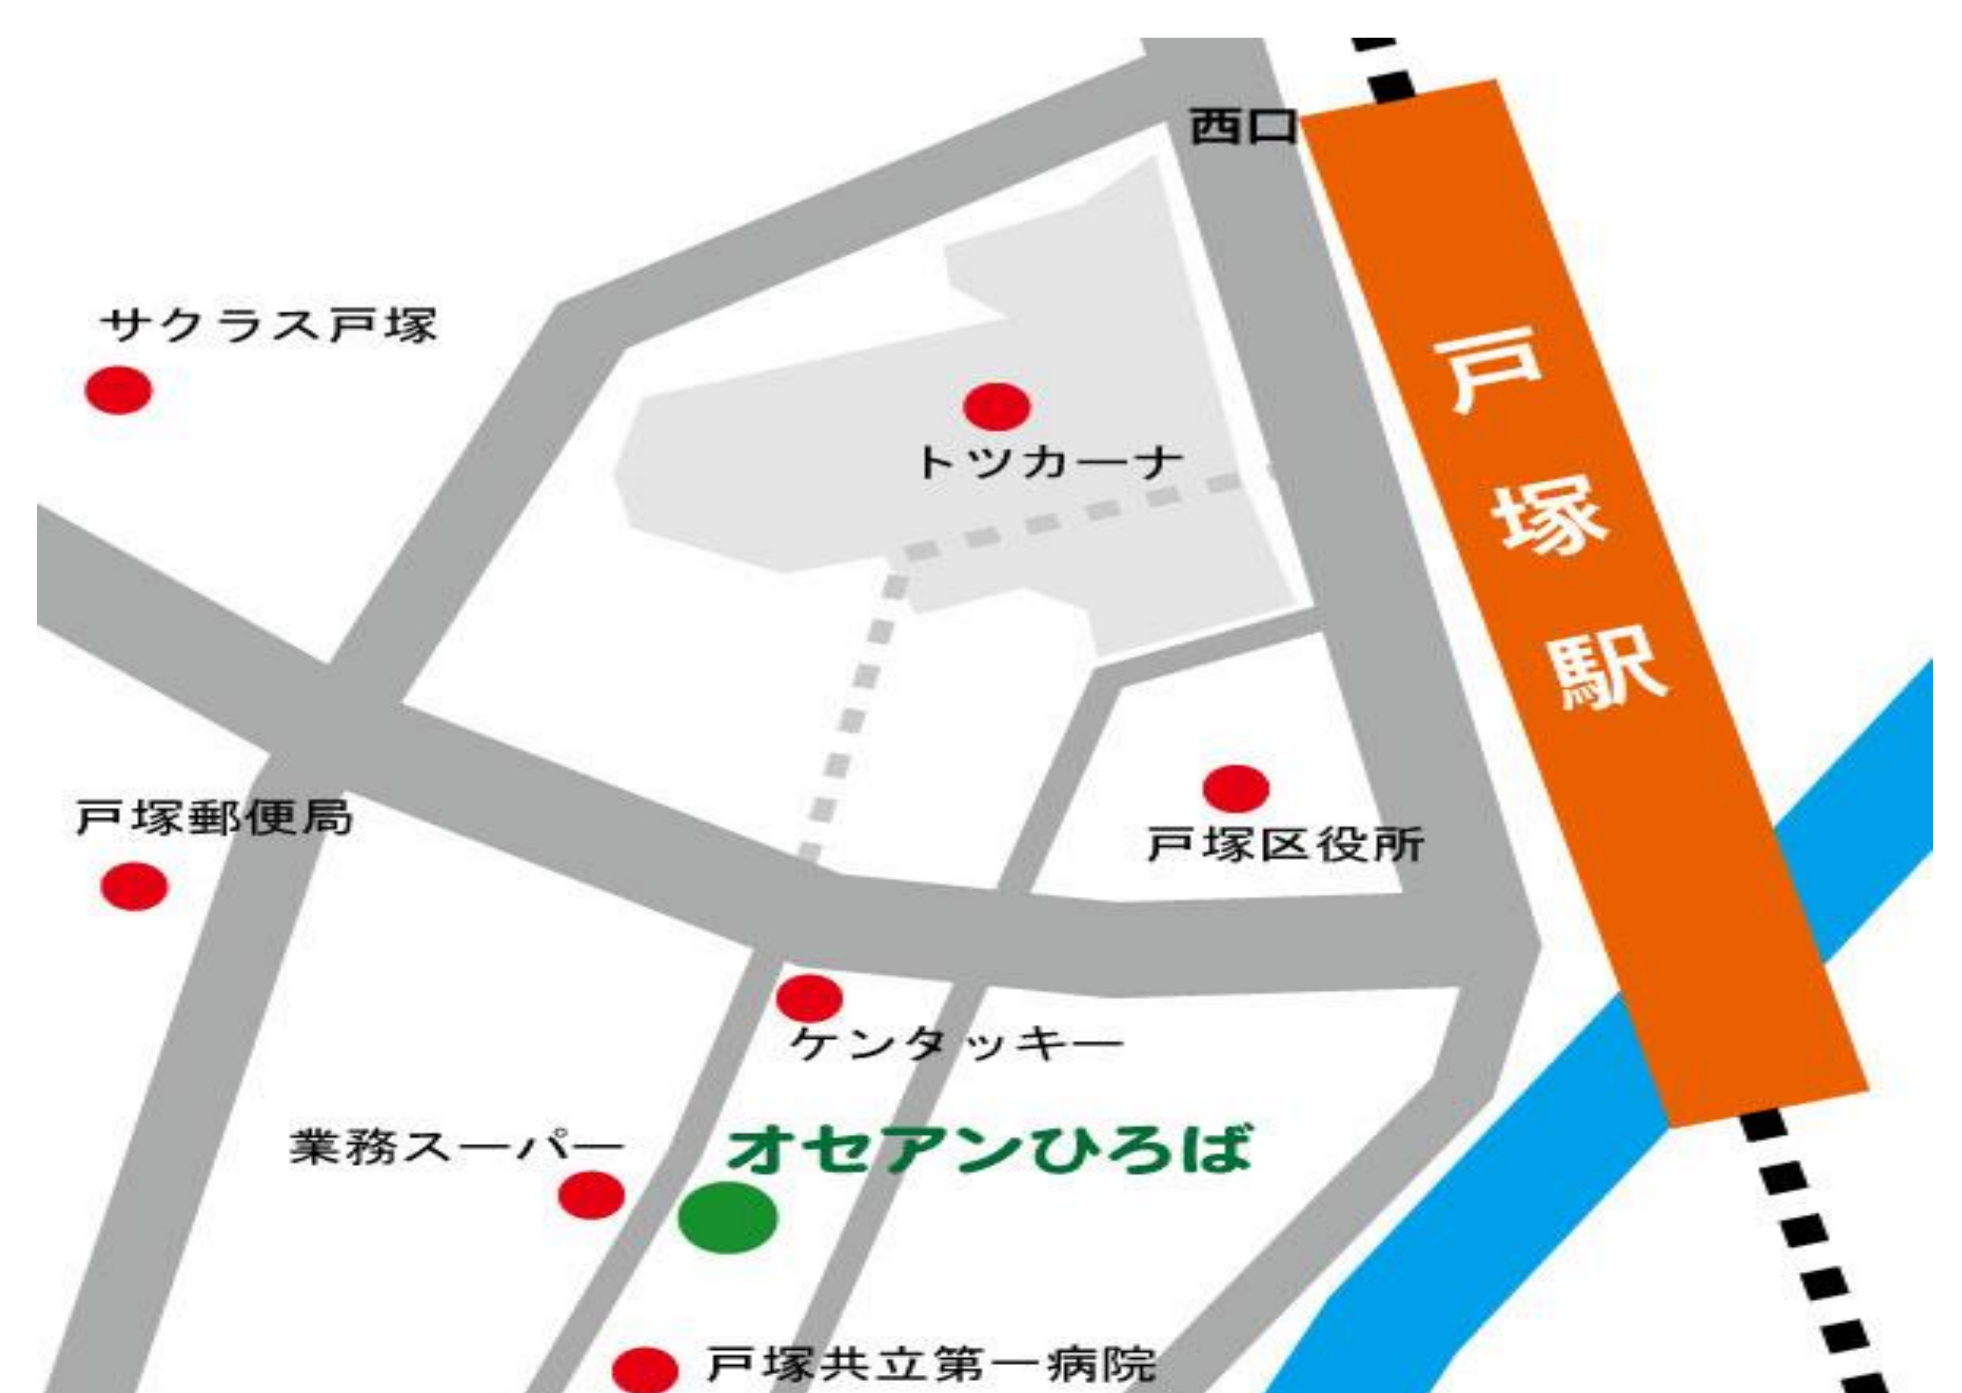 西口
戸塚駅
サクラス戸塚
トツカーナ
戸塚郵便局
戸塚区役所
ケンタッキー
業務スーパー
オセアンひろば
戸塚共立第一病院